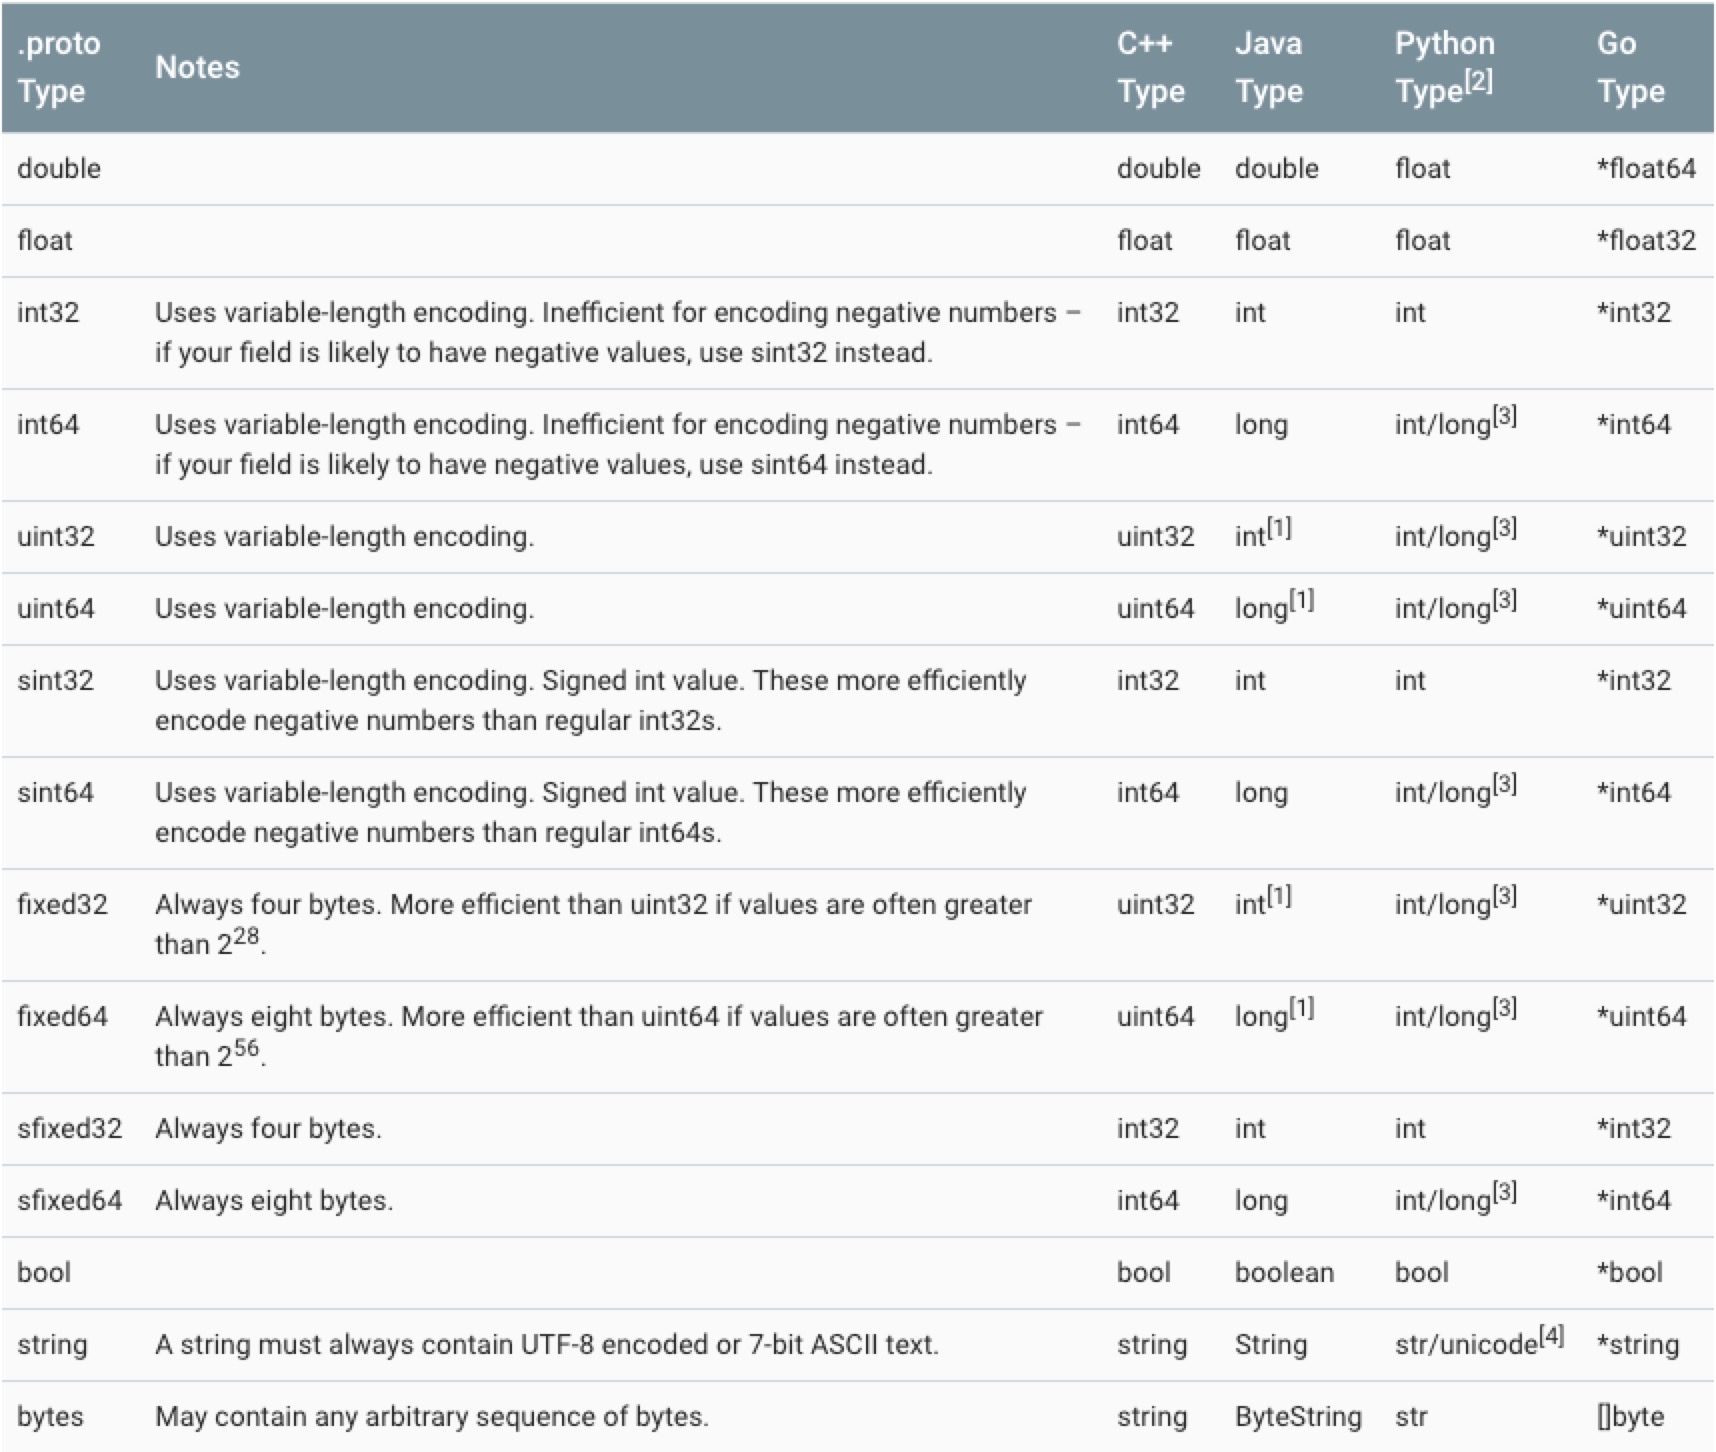 .proto Type Notes C++ Type Java Type Python Type[2] Go Type
double double double float *float64
float float float float *float32
int32 Uses variable-length encoding. Inefficient for encoding negative numbers – int32 int int *int32
if your field is likely to have negative values, use sint32 instead.
int64 Uses variable-length encoding. Inefficient for encoding negative numbers – int64 long int/long[3] *int64
if your field is likely to have negative values, use sint64 instead.
uint32 Uses variable-length encoding. uint32 int[1] int/long[3] *uint32
uint64 Uses variable-length encoding. uint64 long[1] int/long[3] *uint64
sint32 Uses variable-length encoding. Signed int value. These more efficiently int32 int int *int32
encode negative numbers than regular int32s.
sint64 Uses variable-length encoding. Signed int value. These more efficiently int64 long int/long[3] *int64
encode negative numbers than regular int64s.
fixed32 Always four bytes. More efficient than uint32 if values are often greater uint32 int[1] int/long[3] *uint32
than 2^28.
fixed64 Always eight bytes. More efficient than uint64 if values are often greater uint64 long[1] int/long[3] *uint64
than 2^56.
sfixed32 Always four bytes. int32 int int *int32
sfixed64 Always eight bytes. int64 long int/long[3] *int64
bool bool boolean bool *bool
string A string must always contain UTF-8 encoded or 7-bit ASCII text. string String str/unicode[4] *string
bytes May contain any arbitrary sequence of bytes. string ByteString str []byte